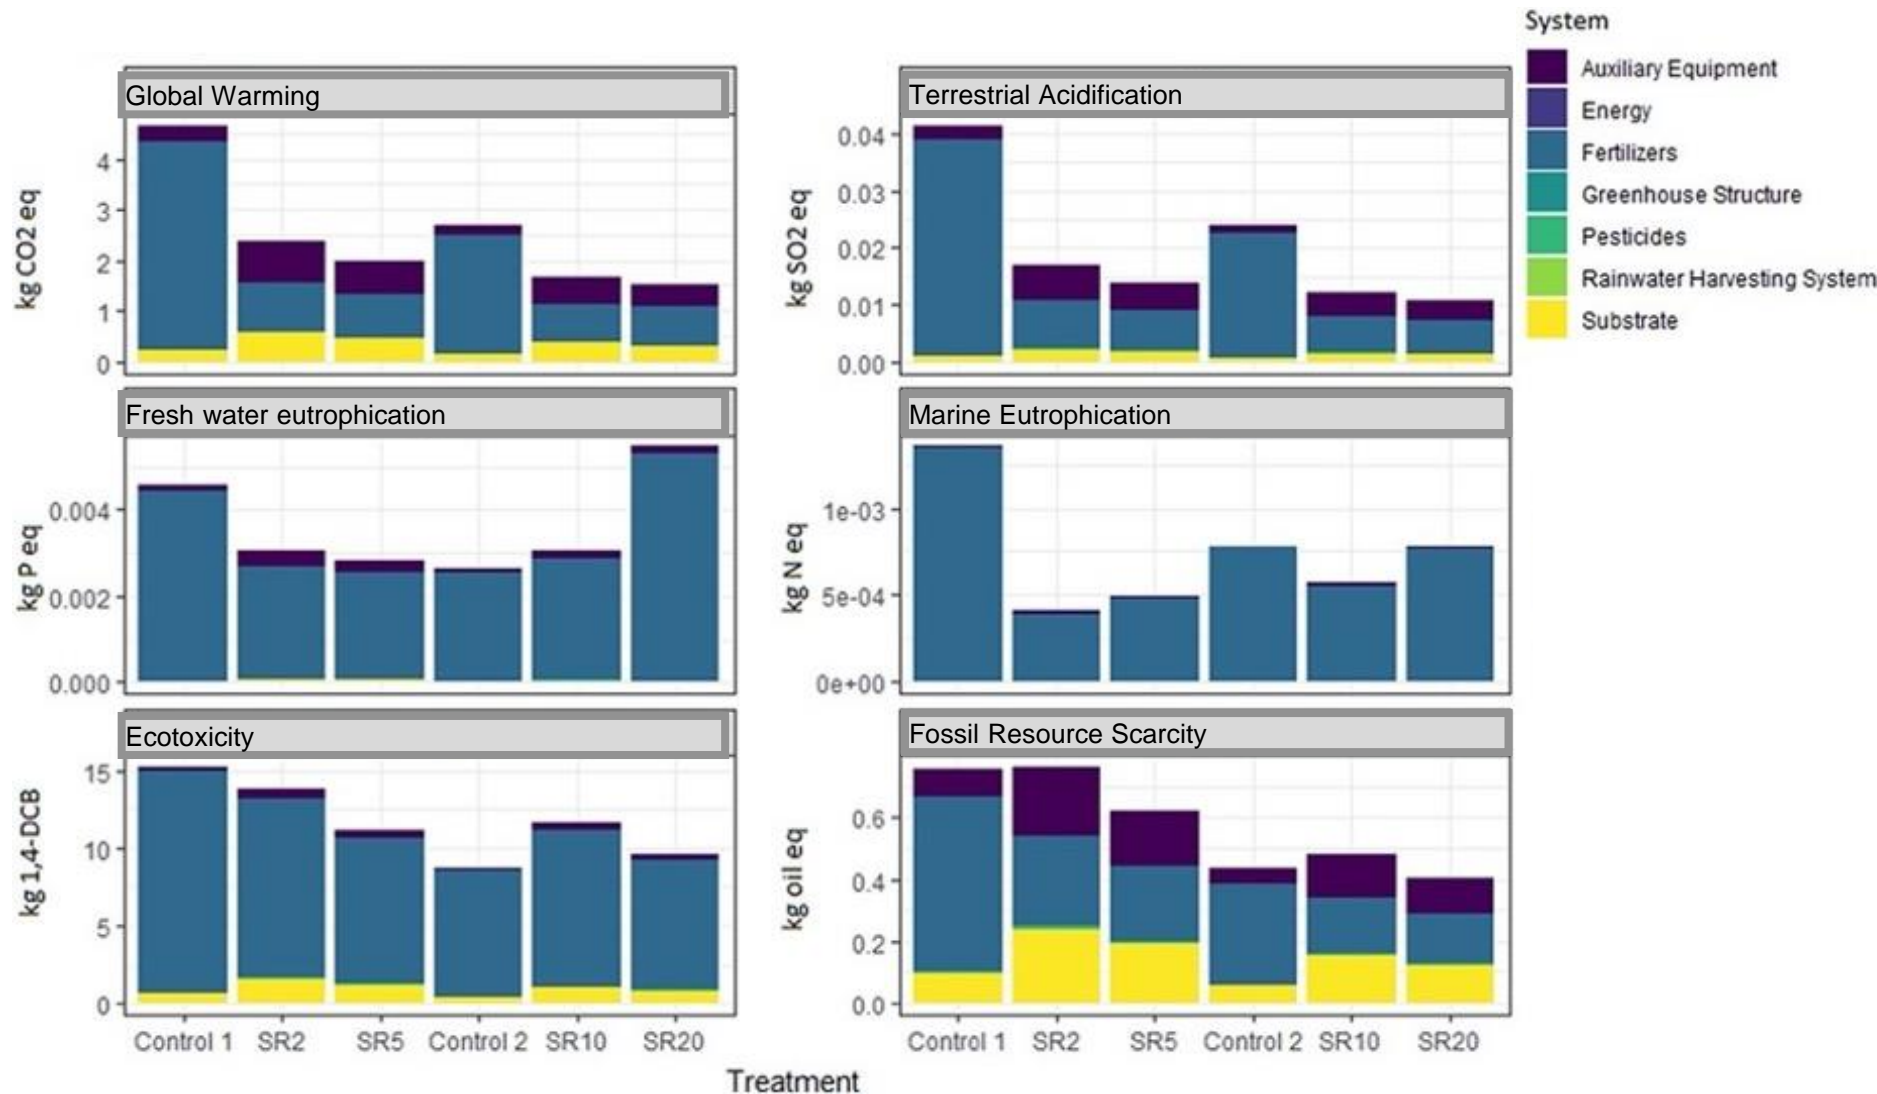 System
Auxiliary Equipment
Energy
Fertilizers
Greenhouse Structure
Pesticides
Rainwater Harvesting System
Substrate
Global Warming
kg CO2 eq
4
3
2
1
0
Terrestrial Acidification
kg SO2 eq
0.04
0.03
0.02
0.01
0.00
Fresh water eutrophication
kg P eq
0.004
0.002
0.000
Marine Eutrophication
kg N eq
1e-03
5e-04
0e+00
Ecotoxicity
kg 1,4-DCB
15
10
5
0
Control 1 SR2 SR5 Control 2 SR10 SR20
Fossil Resource Scarcity
kg oil eq
0.6
0.4
0.2
0.0
Control 1 SR2 SR5 Control 2 SR10 SR20
Treatment